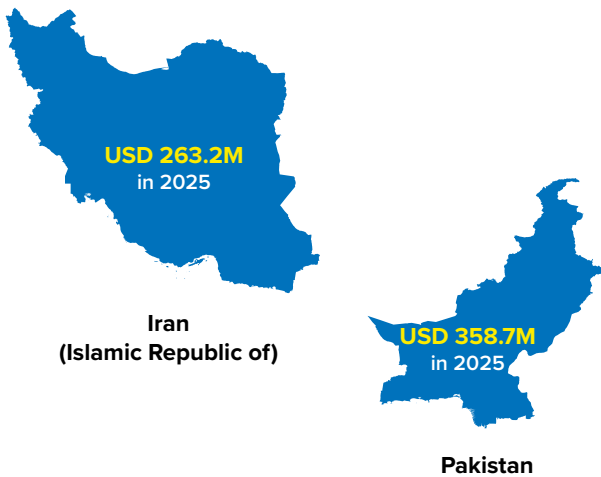 USD 263.2M
in 2025
Iran
(Islamic Republic of)
USD 358.7M
in 2025
Pakistan